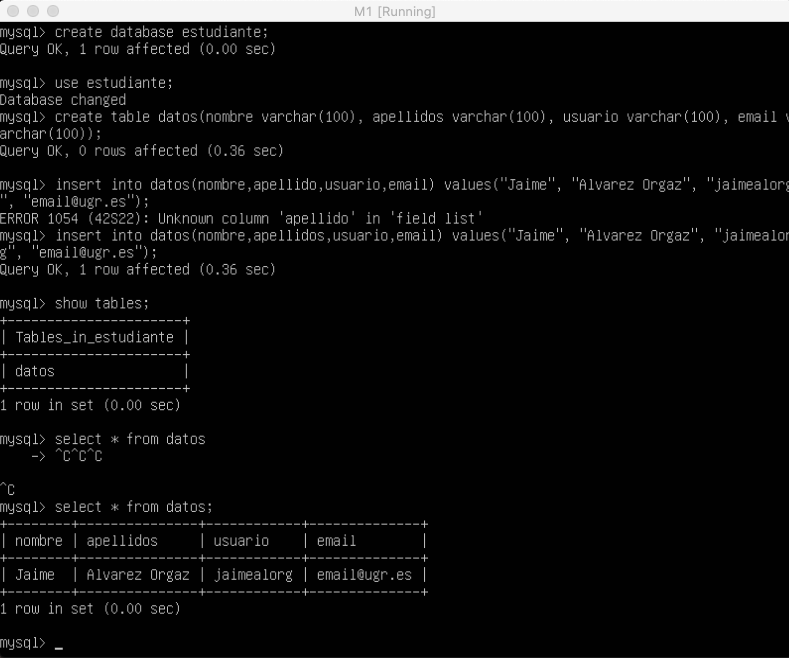 M1 [Running]
mysql> create database estudiante;
Query OK, 1 row affected (0.00 sec)
mysql> use estudiante;
Database changed
mysql> create table datos(nombre varchar(100), apellidos varchar(100), usuario varchar(100), email v
archar(100));
Query OK, 0 rows affected (0.36 sec)
mysql> insert into datos(nombre,apellido,usuario,email) values("Jaime", "Alvarez Orgaz", "jaimealorg
", "email@ugr.es");
ERROR 1054 (42S22): Unknown column 'apellido' in 'field list'
mysql> insert into datos(nombre,apellidos,usuario,email) values("Jaime", "Alvarez Orgaz", "jaimealor
g", "email@ugr.es");
Query OK, 1 row affected (0.36 sec)
mysql> show tables;
+----------------------+
| Tables_in_estudiante |
+----------------------+
| datos                |
+----------------------+
1 row in set (0.00 sec)
mysql> select * from datos
    -> ^C^C^C
^C
mysql> select * from datos;
+--------+---------------+------------+--------------+
| nombre | apellidos     | usuario    | email        |
+--------+---------------+------------+--------------+
| Jaime  | Alvarez Orgaz | jaimealorg | email@ugr.es |
+--------+---------------+------------+--------------+
1 row in set (0.00 sec)
mysql> _